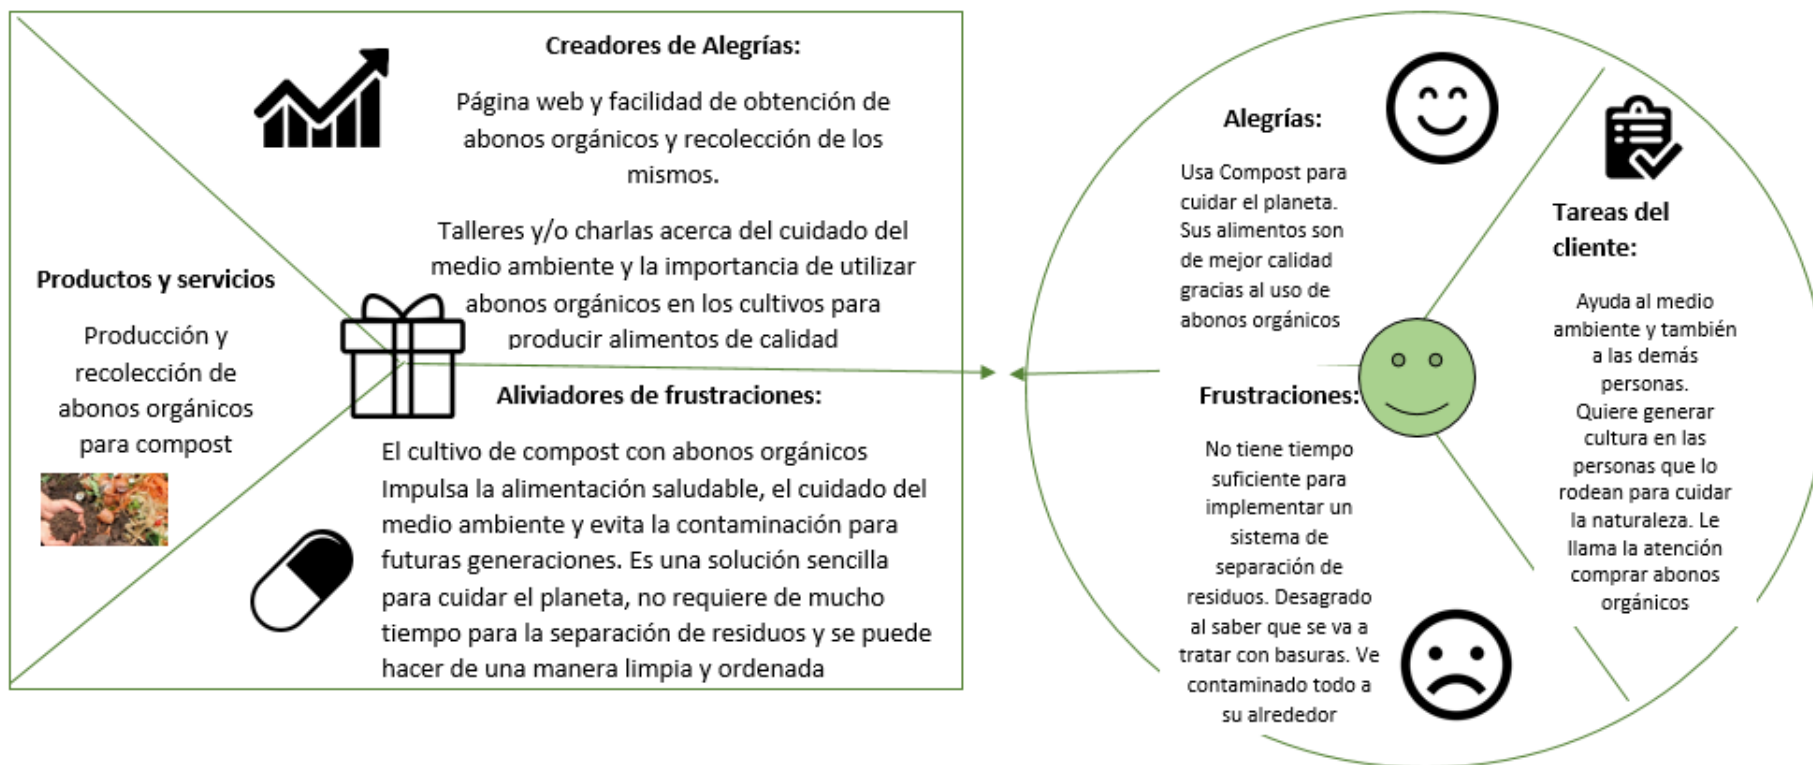 Creadores de Alegrías:
Página web y facilidad de obtención de
abonos orgánicos y recolección de los
mismos.
Talleres y/o charlas acerca del cuidado del
medio ambiente y la importancia de utilizar
abonos orgánicos en los cultivos para
producir alimentos de calidad
Productos y servicios
Producción y
recolección de
abonos orgánicos
para compost
Aliviadores de frustraciones:
El cultivo de compost con abonos orgánicos
Impulsa la alimentación saludable, el cuidado del
medio ambiente y evita la contaminación para
futuras generaciones. Es una solución sencilla
para cuidar el planeta, no requiere de mucho
tiempo para la separación de residuos y se puede
hacer de una manera limpia y ordenada
Alegrías:
Usa Compost para
cuidar el planeta.
Sus alimentos son
de mejor calidad
gracias al uso de
abonos orgánicos
Frustraciones:
No tiene tiempo
suficiente para
implementar un
sistema de
separación de
residuos. Desagrado
al saber que se va a
tratar con basuras. Ve
contaminado todo a
su alrededor
Tareas del
cliente:
Ayuda al medio
ambiente y también
a las demás
personas.
Quiere generar
cultura en las
personas que lo
rodean para cuidar
la naturaleza. Le
llama la atención
comprar abonos
orgánicos